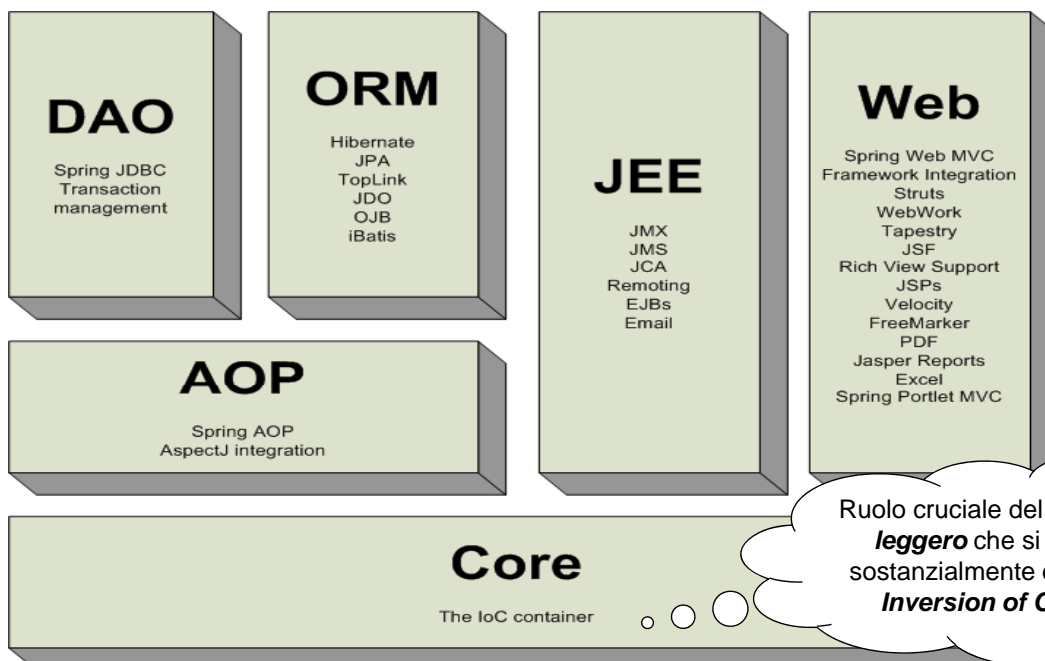 DAO
Spring JDBC
Transaction
management
ORM
Hibernate
JPA
TopLink
JDO
OJB
iBatis
JEE
JMX
JMS
JCA
Remoting
EJBs
Email
Web
Spring Web MVC
Framework Integration
Struts
WebWork
Tapestry
JSF
Rich View Support
JSPs
Velocity
FreeMarker
PDF
Jasper Reports
Excel
Spring Portlet MVC
AOP
Spring AOP
AspectJ integration
Core
The IoC container
Ruolo cruciale del
leggero che si
sostanzialmente
Inversion of